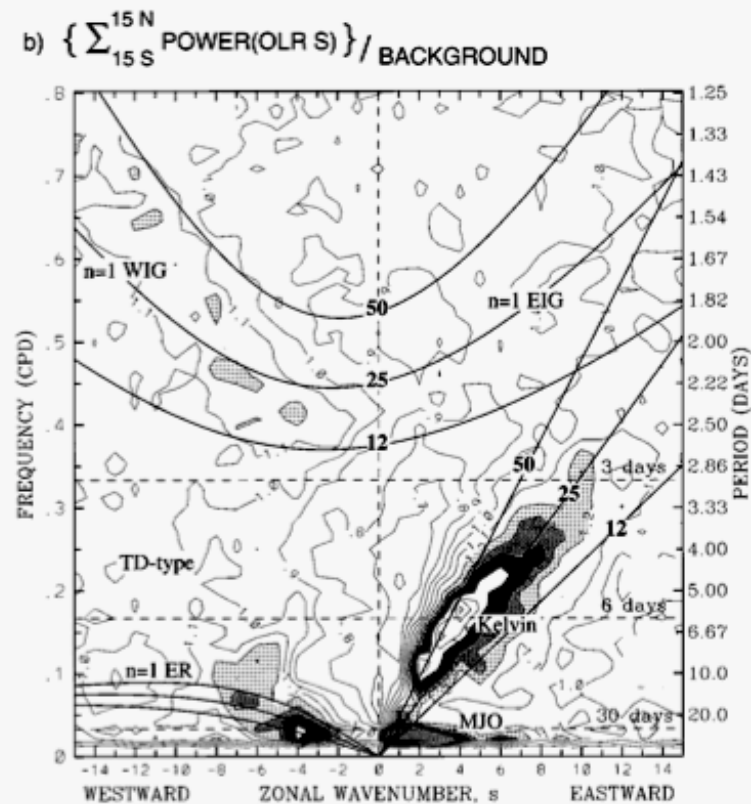 b) { ∑ 15 S 15 N POWER(OLR S) } / BACKGROUND
.8
.7
.6
.5
.4
.3
.2
.1
0
FREQUENCY (CPD)
1.25
1.33
1.43
1.54
1.67
1.82
2.00
2.22
2.50
2.86
3.33
4.00
5.00
6.67
10.0
20.0
PERIOD (DAYS)
n=1 WIG
50
n=1 EIG
25
12
50
3 days
25
12
TD-type
6 days
Kelvin
n=1 ER
MJO
30 days
-14 -12 -10 -8 -6 -4 -2 0 2 4 6 8 10 12 14
WESTWARD ZONAL WAVENUMBER, s EASTWARD